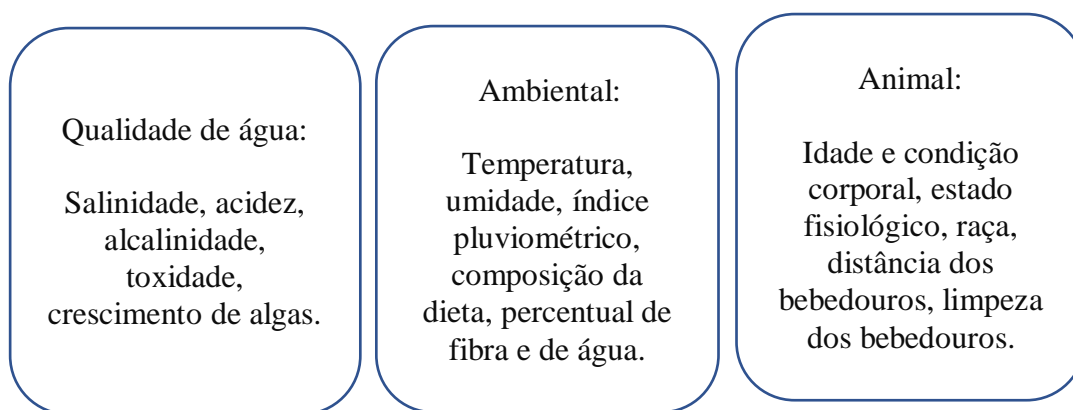 Qualidade de água:
Salinidade, acidez,
alcalinidade,
toxidade,
crescimento de algas.
Ambiental:
Temperatura,
umidade, índice
pluviométrico,
composição da
dieta, percentual de
fibra e de água.
Animal:
Idade e condição
corporal, estado
fisiológico, raça,
distância dos
bebedouros, limpeza
dos bebedouros.